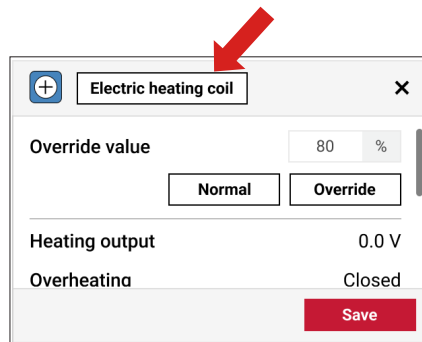 Electric heating coil
Override value 80 %
Normal Override
Heating output 0.0 V
Overheating Closed
Save